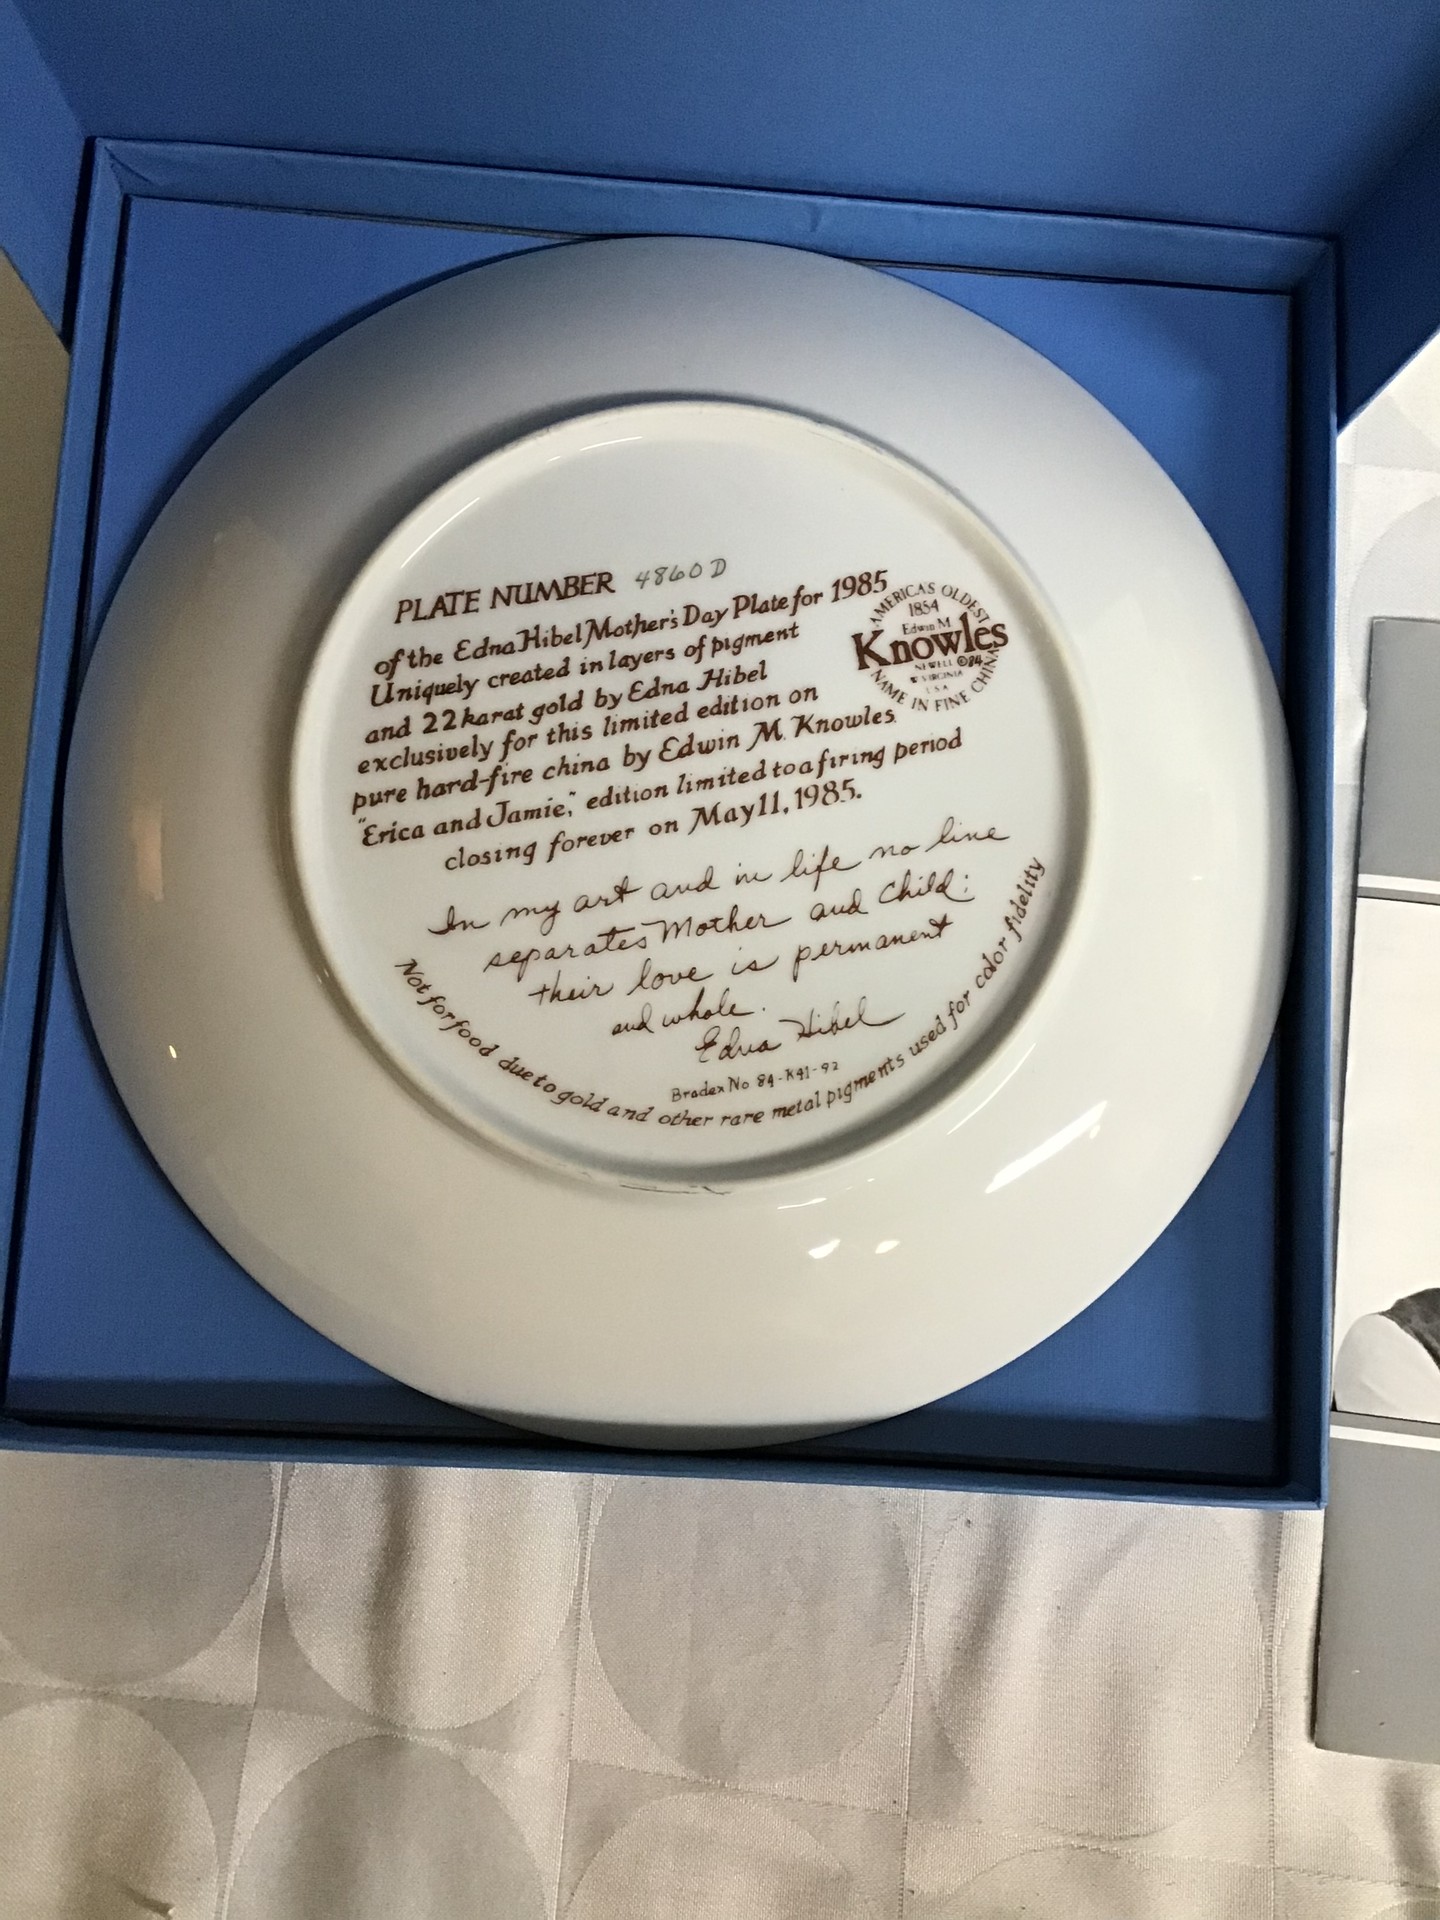 PLATE NUMBER 4860 D
of the Edna Hibel Mother's Day Plate for 1985
Uniquely created in layers of pigment
and 22 karat gold by Edna Hibel
exclusively for this limited edition on
pure hard-fire china by Edwin M. Knowles.
"Erica and Jamie," edition limited to a firing period
closing forever on May 11, 1985.
AMERICA'S OLDEST
1854
Edwin M
Knowles
NEWELL ©84
W VIRGINIA
USA
NAME IN FINE CHINA
In my art and in life no line
separates Mother and Child:
their love is permanent
and whole.
Edna Hibel
Bradex No 84-K41-92
Not for food due to gold and other rare metal pigments used for color fidelity